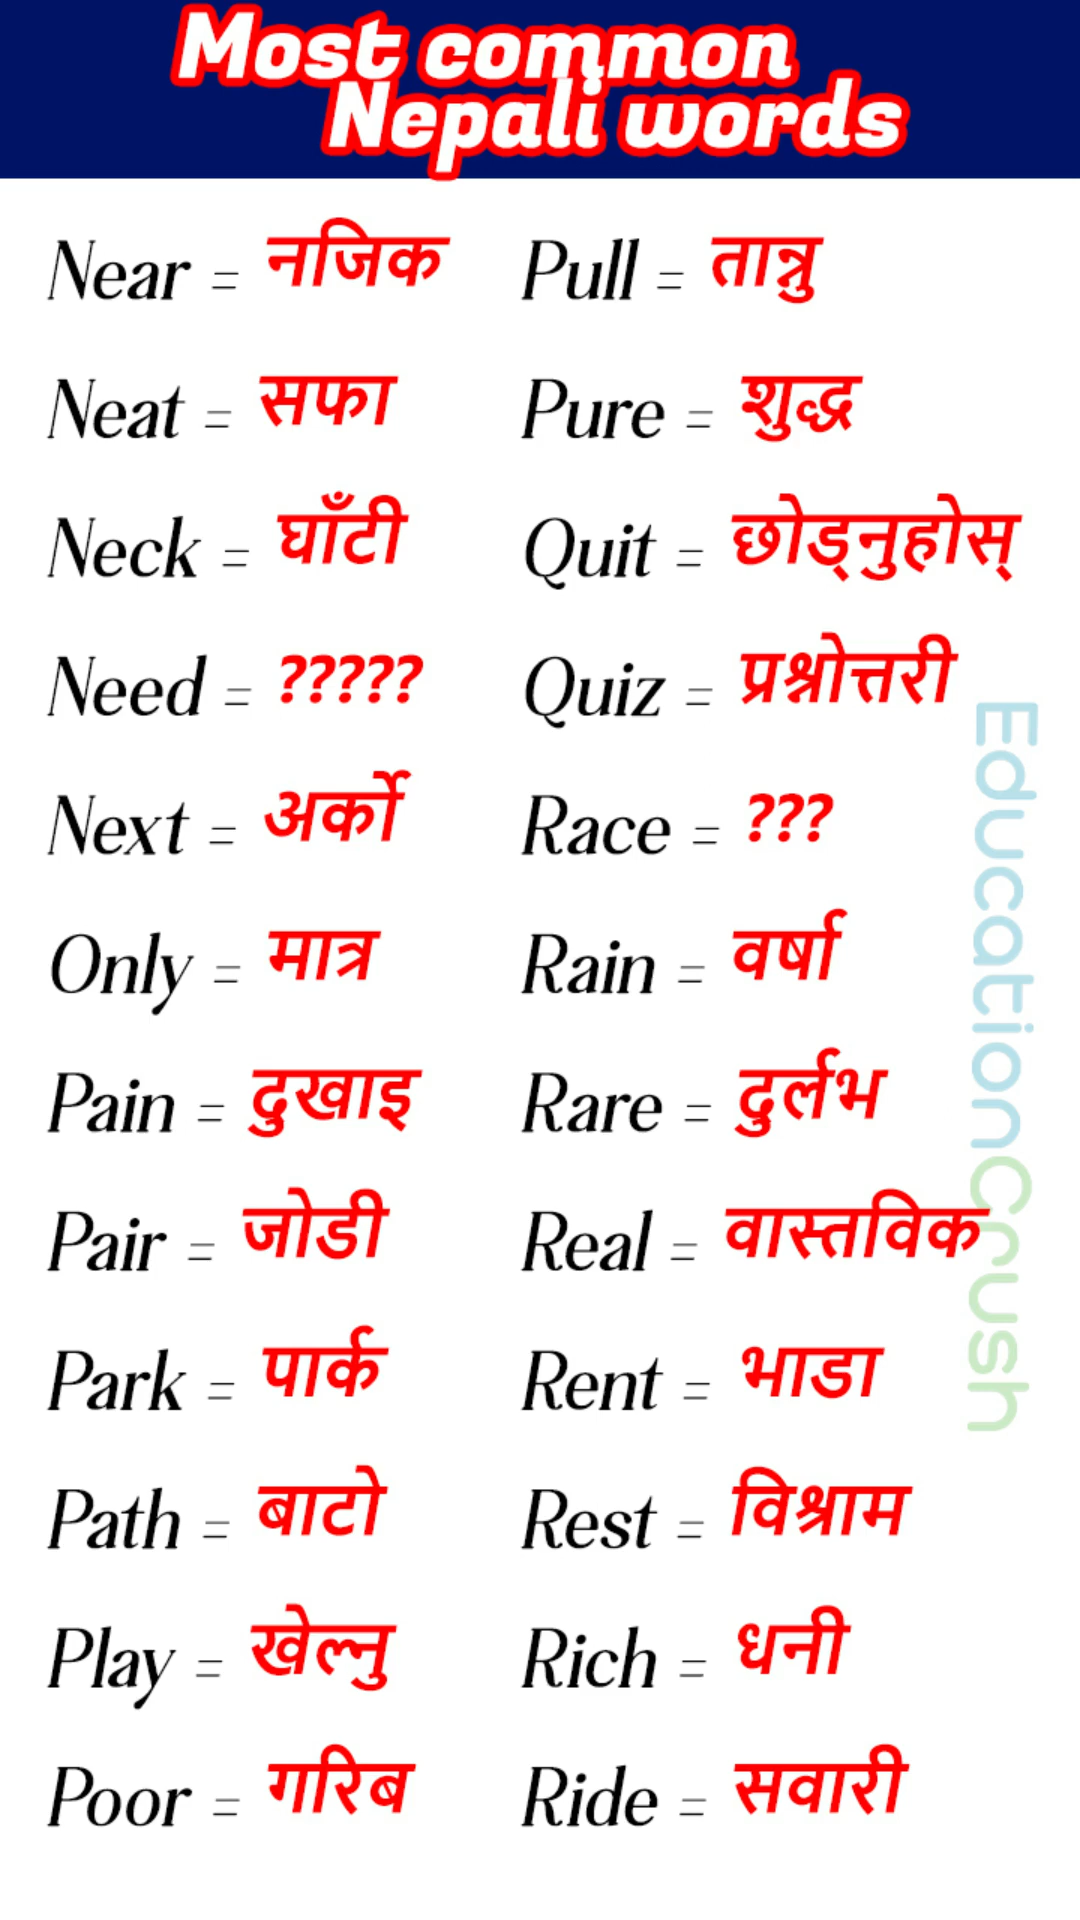 Most common
Nepali words
Near = नजिक
Neat = सफा
Neck = घाँटी
Need = ?????
Next = अर्को
Only = मात्र
Pain = दुखाइ
Pair = जोडी
Park = पार्क
Path = बाटो
Play = खेल्नु
Poor = गरिब
Pull = तान्नु
Pure = शुद्ध
Quit = छोड्नुहोस्
Quiz = प्रश्नोत्तरी
Race = ???
Rain = वर्षा
Rare = दुर्लभ
Real = वास्तविक
Rent = भाडा
Rest = विश्राम
Rich = धनी
Ride = सवारी
EducationCrush